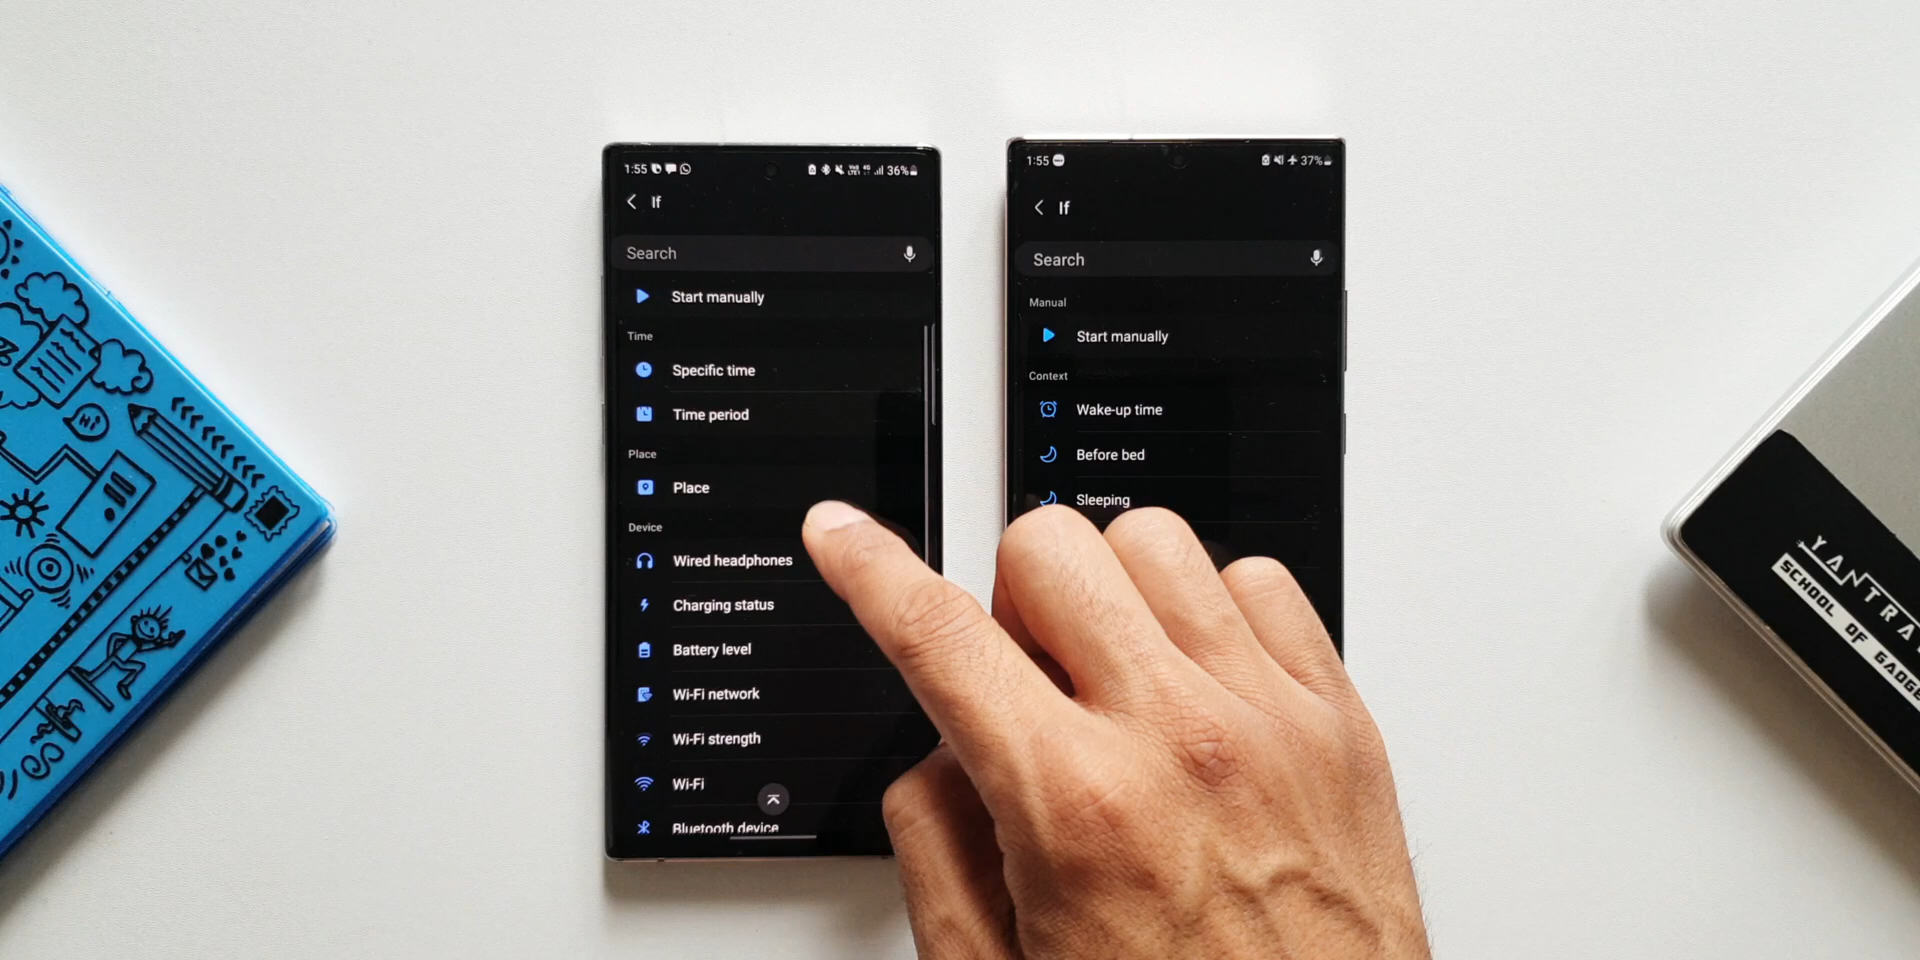 1:55
36%
If
Search
Start manually
Time
Specific time
Time period
Place
Place
Device
Wired headphones
Charging status
Battery level
Wi-Fi network
Wi-Fi strength
Wi-Fi
Bluetooth device
1:55
37%
If
Search
Manual
Start manually
Context
Wake-up time
Before bed
Sleeping
Hi!
YANTRA
SCHOOL OF GADGE